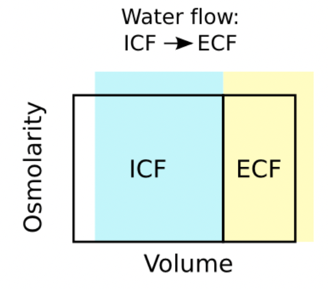 Water flow:
ICF → ECF
Osmolarity
ICF
ECF
Volume